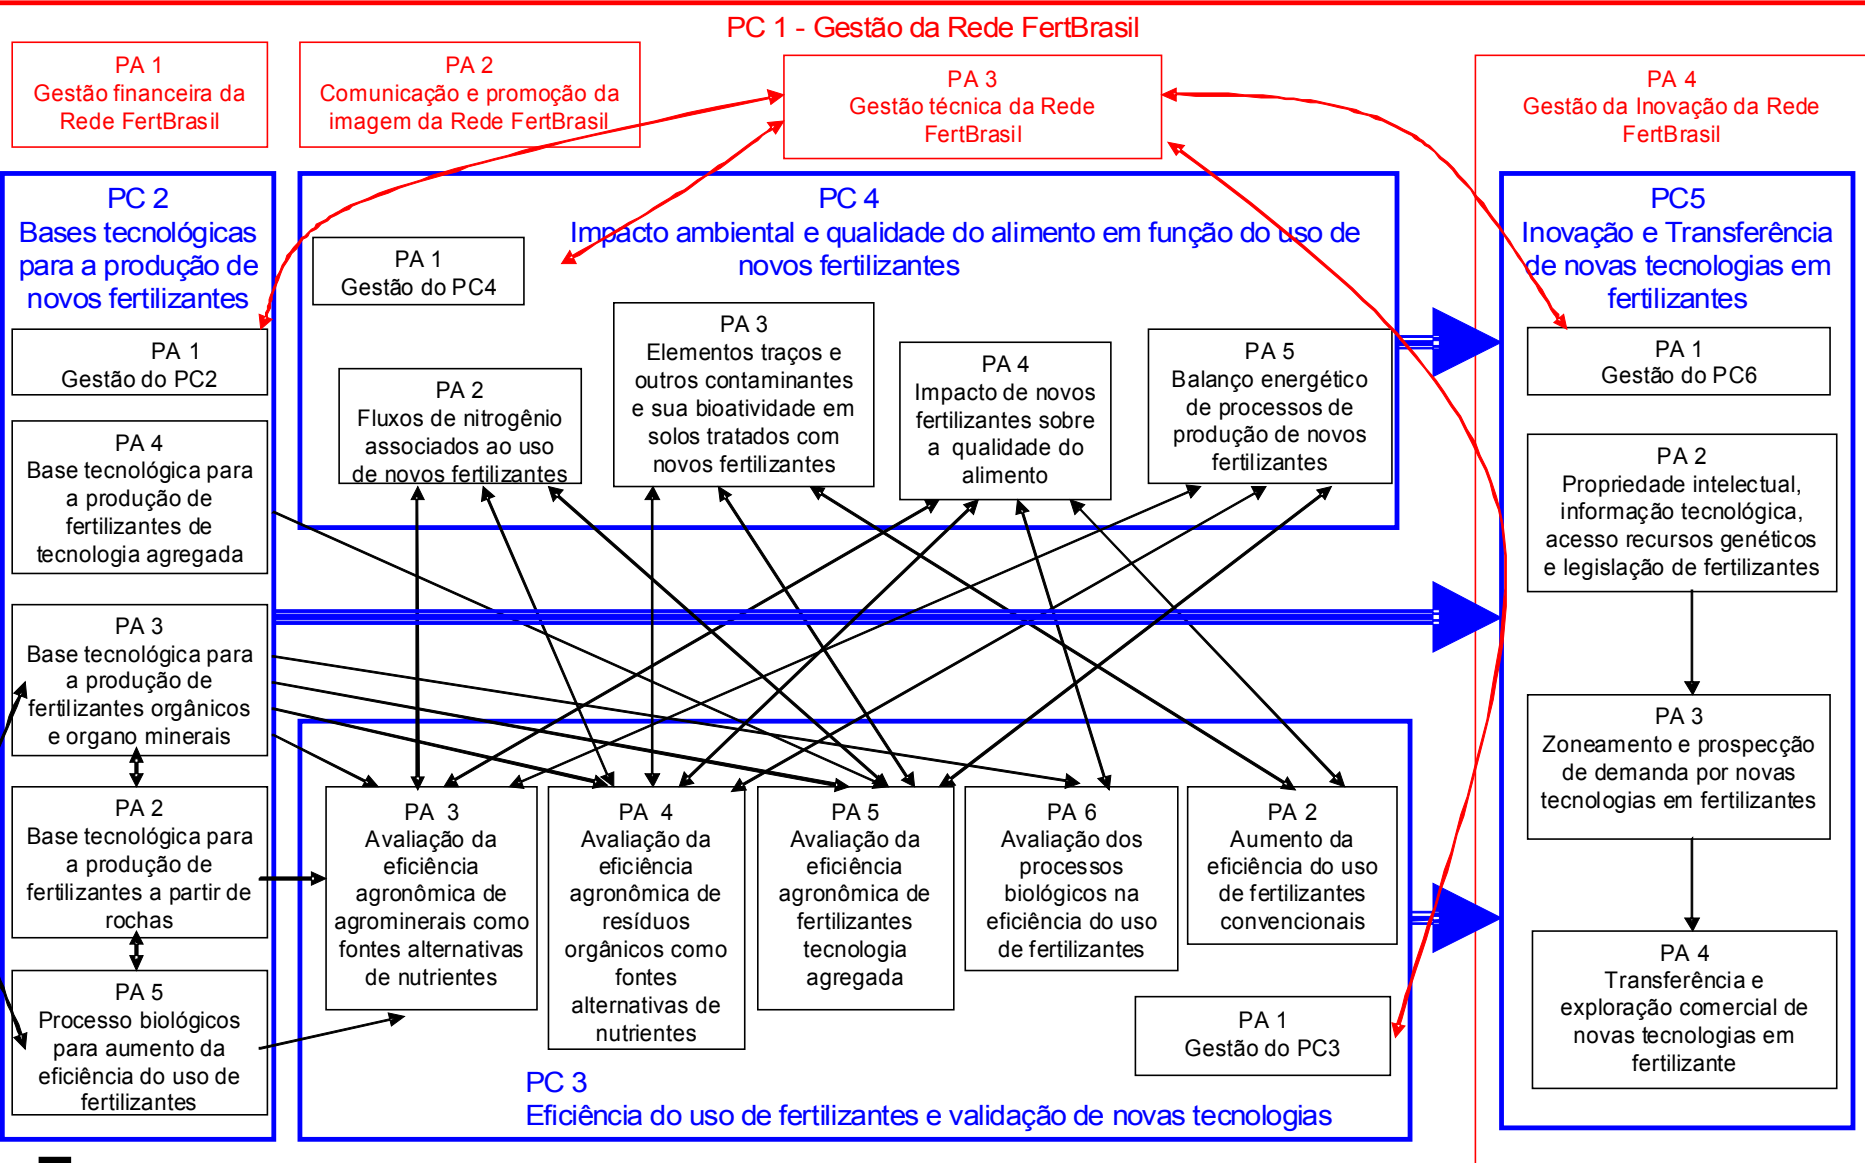 PC 1 - Gestão da Rede FertBrasil
PA 1
Gestão financeira da
Rede FertBrasil
PA 2
Comunicação e promoção da
imagem da Rede FertBrasil
PA 3
Gestão técnica da Rede
FertBrasil
PA 4
Gestão da Inovação da Rede
FertBrasil
PC 2
Bases tecnológicas
para a produção de
novos fertilizantes
PA 1
Gestão do PC2
PA 4
Base tecnológica para
a produção de
fertilizantes de
tecnologia agregada
PA 3
Base tecnológica para
a produção de
fertilizantes orgânicos
e organo minerais
PA 2
Base tecnológica para
a produção de
fertilizantes a partir de
rochas
PA 5
Processo biológicos
para aumento da
eficiência do uso de
fertilizantes
PC 4
Impacto ambiental e qualidade do alimento em função do uso de
novos fertilizantes
PA 1
Gestão do PC4
PA 2
Fluxos de nitrogênio
associados ao uso
de novos fertilizantes
PA 3
Elementos traços e
outros contaminantes
e sua bioatividade em
solos tratados com
novos fertilizantes
PA 4
Impacto de novos
fertilizantes sobre
a qualidade do
alimento
PA 5
Balanço energético
de processos de
produção de novos
fertilizantes
PA 3
Avaliação da
eficiência
agronômica de
agrominerais como
fontes alternativas
de nutrientes
PA 4
Avaliação da
eficiência
agronômica de
resíduos
orgânicos como
fontes
alternativas de
nutrientes
PA 5
Avaliação da
eficiência
agronômica de
fertilizantes
tecnologia
agregada
PA 6
Avaliação dos
processos
biológicos na
eficiência do uso
de fertilizantes
PA 2
Aumento da
eficiência do uso
de fertilizantes
convencionais
PA 1
Gestão do PC3
PC 3
Eficiência do uso de fertilizantes e validação de novas tecnologias
PC5
Inovação e Transferência
de novas tecnologias em
fertilizantes
PA 1
Gestão do PC6
PA 2
Propriedade intelectual,
informação tecnológica,
acesso recursos genéticos
e legislação de fertilizantes
PA 3
Zoneamento e prospecção
de demanda por novas
tecnologias em fertilizantes
PA 4
Transferência e
exploração comercial de
novas tecnologias em
fertilizante